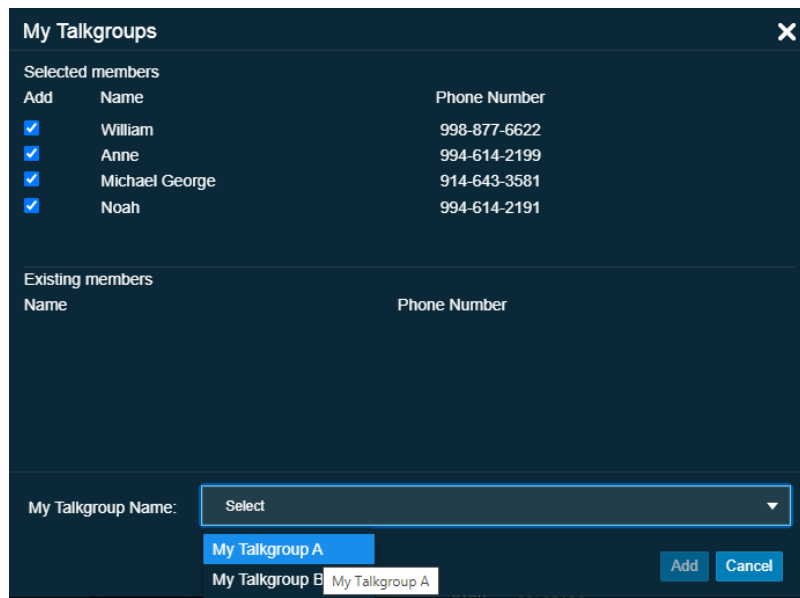 My Talkgroups
Selected members
Add Name Phone Number
William 998-877-6622
Anne 994-614-2199
Michael George 914-643-3581
Noah 994-614-2191
Existing members
Name Phone Number
My Talkgroup Name: Select
My Talkgroup A
My Talkgroup B
My Talkgroup A
Add Cancel